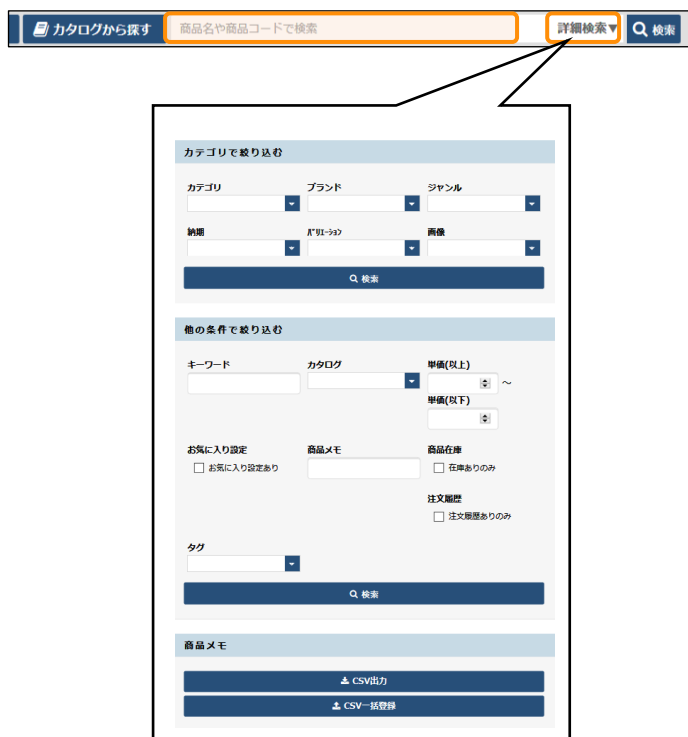 カタログから探す 商品名や商品コードで検索 詳細検索▼ 検索
カテゴリで絞り込む
カテゴリ ブランド ジャンル
納期 ﾊﾞﾘｴｰｼｮﾝ 画像
検索
他の条件で絞り込む
キーワード カタログ 単価(以上)
～
単価(以下)
お気に入り設定 商品メモ 商品在庫
お気に入り設定あり 在庫ありのみ
注文履歴
注文履歴ありのみ
タグ
検索
商品メモ
CSV出力
CSV一括登録